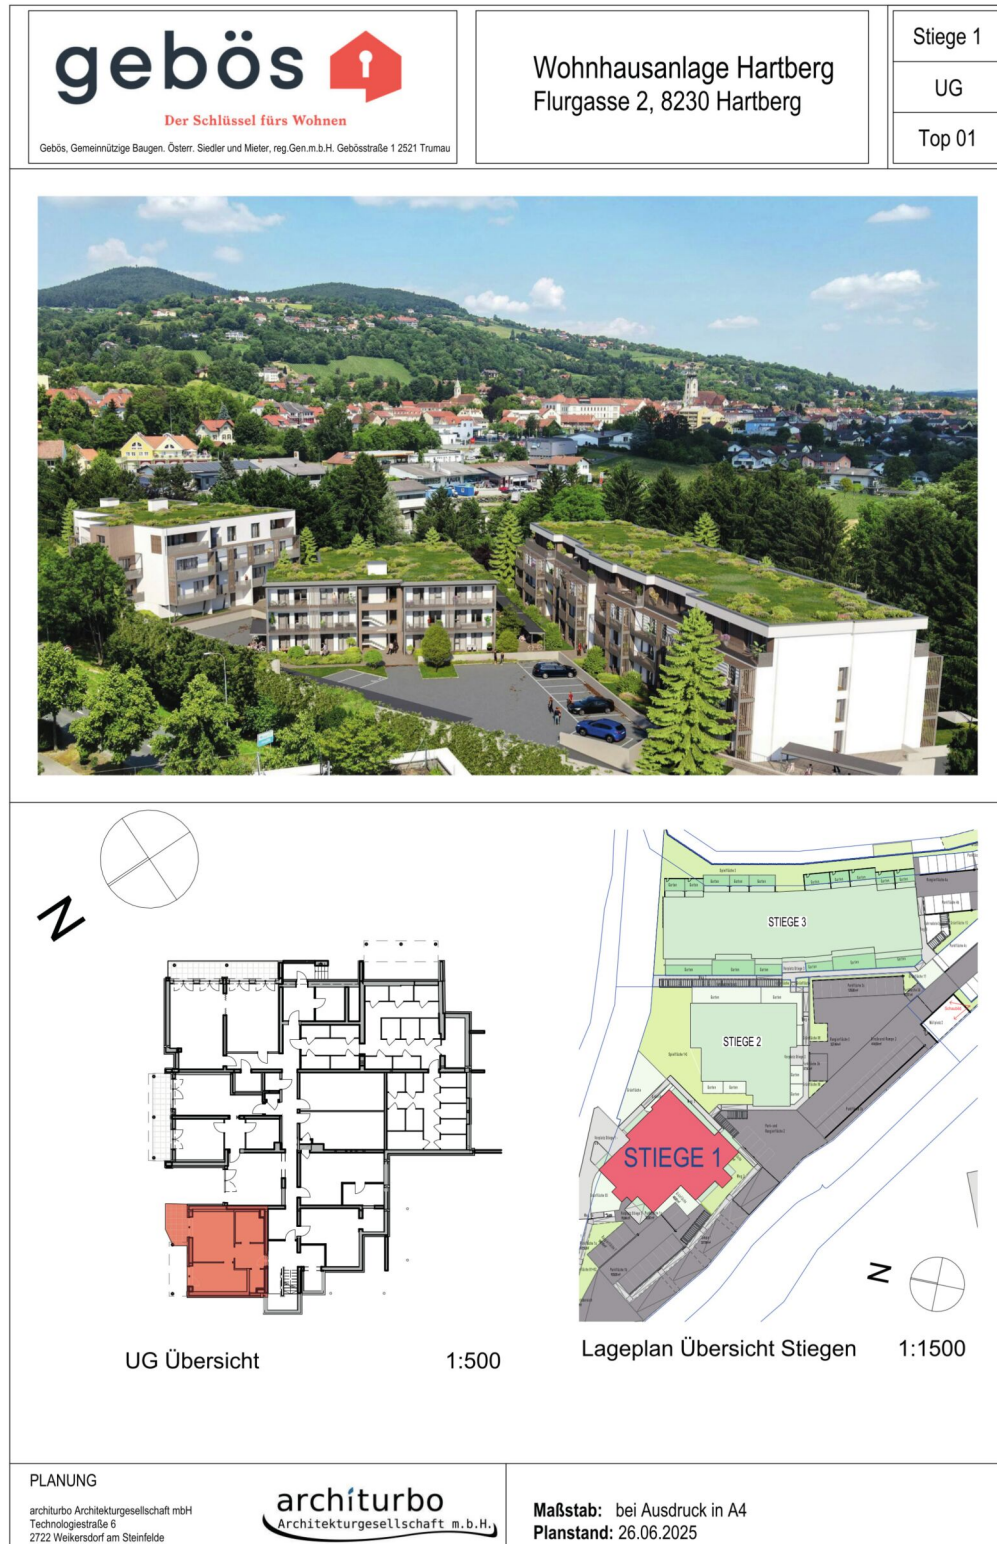 gebös
Der Schlüssel fürs Wohnen
Gebös, Gemeinnützige Baugen. Österr. Siedler und Mieter, reg.Gen.m.b.H. Gebösstraße 1 2521 Trumau
Wohnhausanlage Hartberg
Flurgasse 2, 8230 Hartberg
Stiege 1
UG
Top 01
N
UG Übersicht 1:500
STIEGE 3
STIEGE 2
STIEGE 1
N
Lageplan Übersicht Stiegen 1:1500
PLANUNG
architurbo Architekturgesellschaft mbH
Technologiestraße 6
2722 Weikersdorf am Steinfelde
architurbo
Architekturgesellschaft m.b.H.
Maßstab: bei Ausdruck in A4
Planstand: 26.06.2025